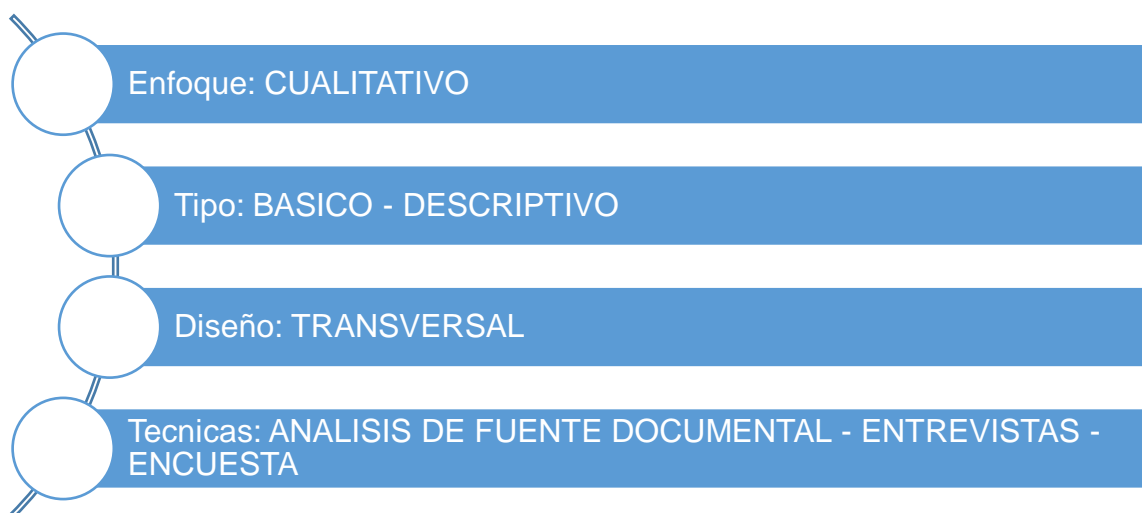 Enfoque: CUALITATIVO
Tipo: BASICO - DESCRIPTIVO
Diseño: TRANSVERSAL
Tecnicas: ANALISIS DE FUENTE DOCUMENTAL - ENTREVISTAS -
ENCUESTA